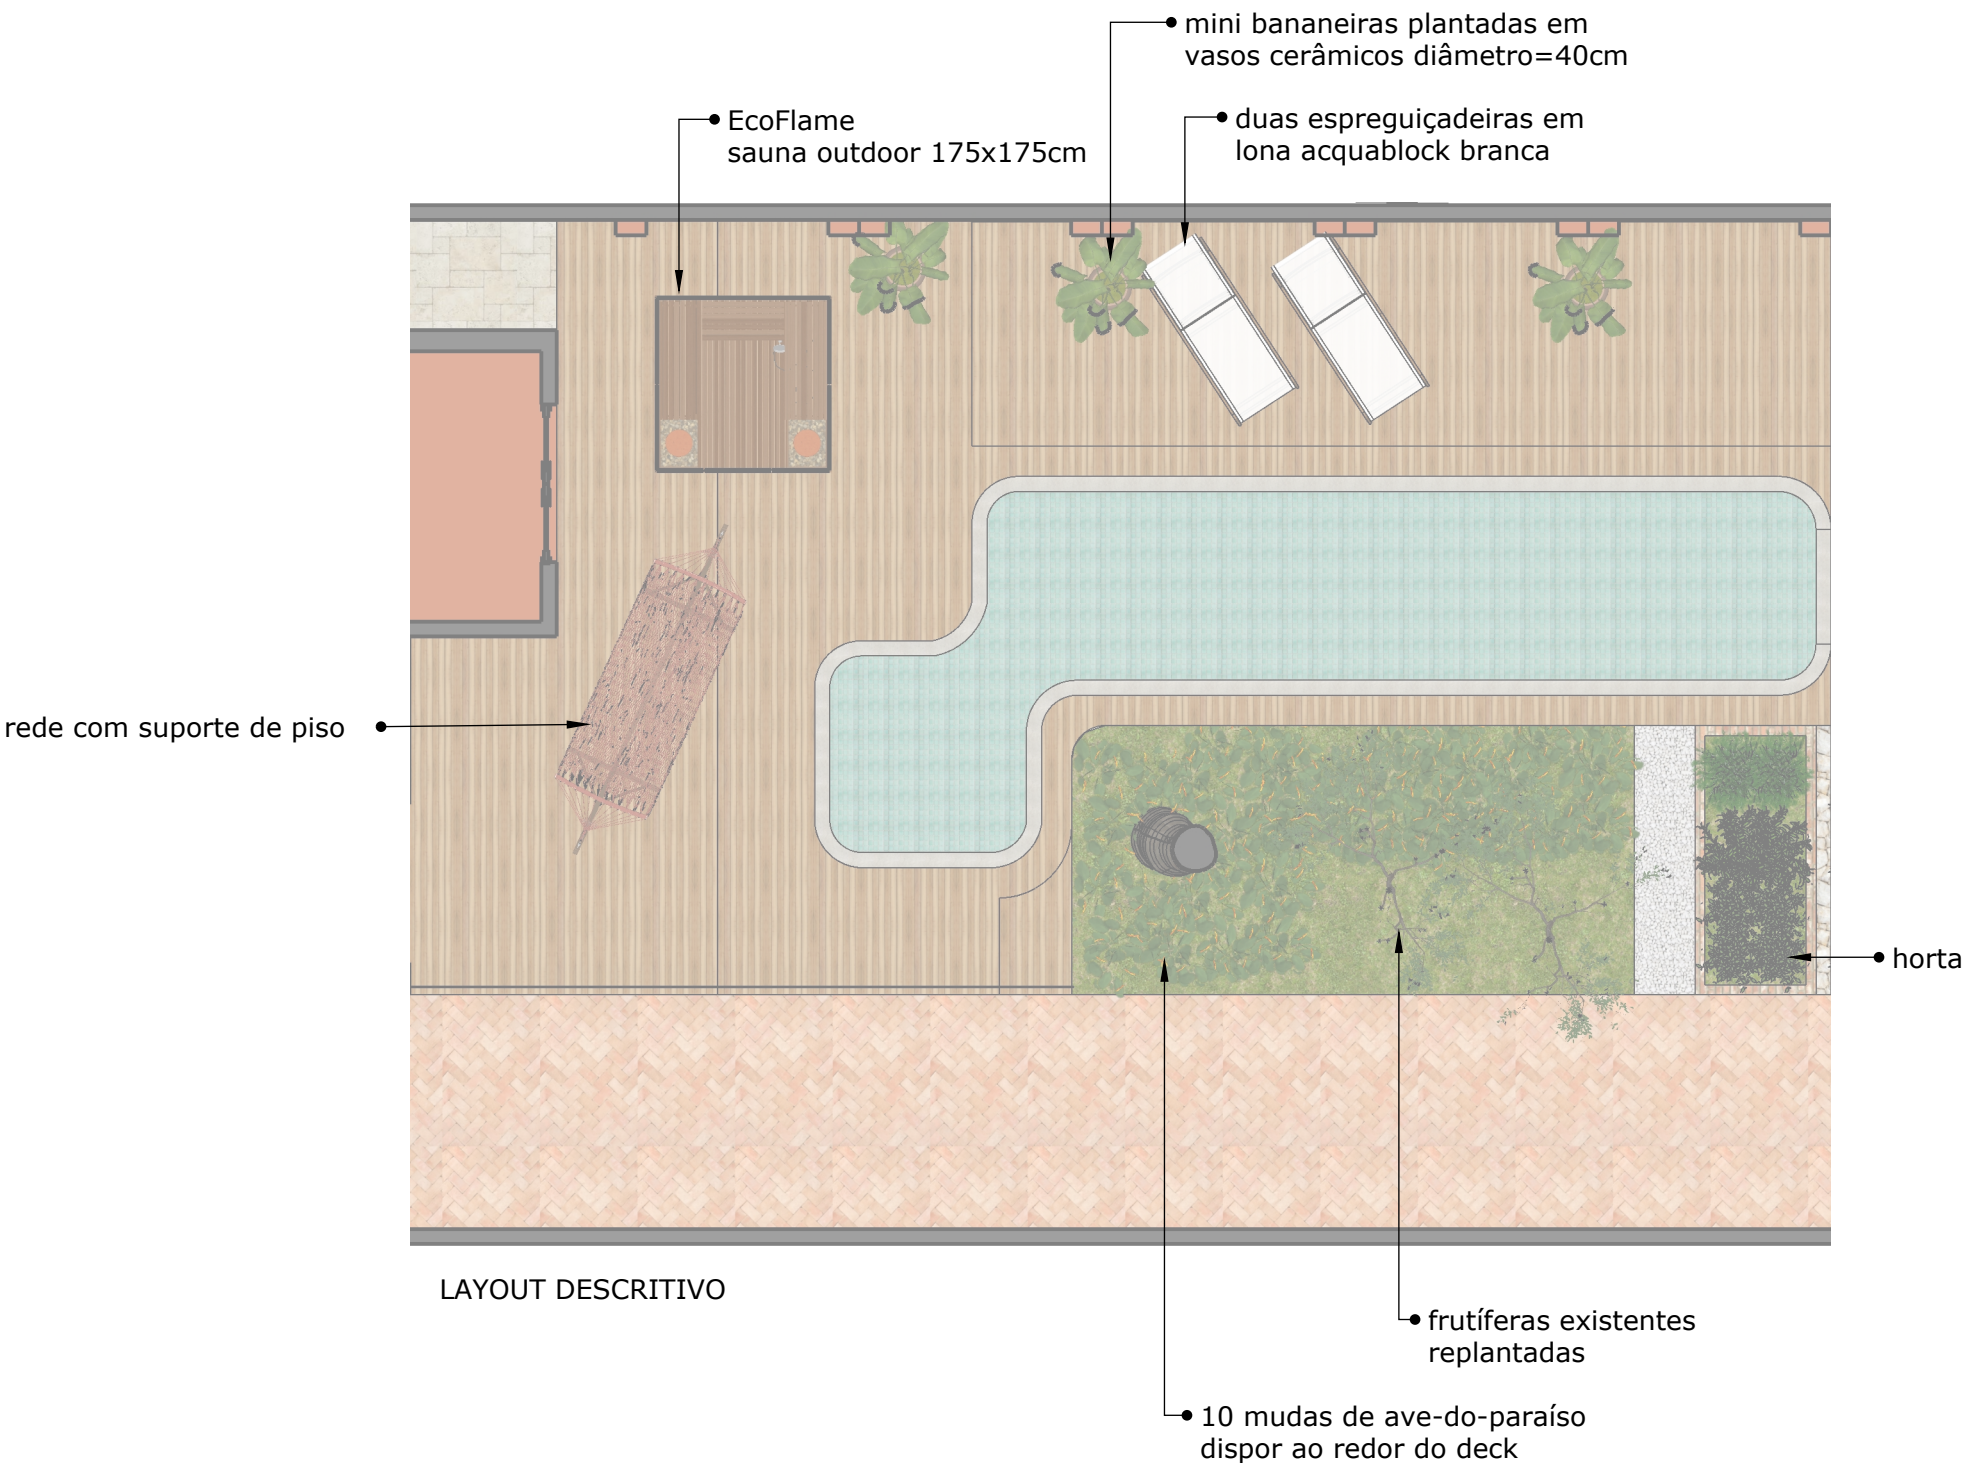 mini bananeiras plantadas em
vasos cerâmicos diâmetro=40cm
EcoFlame
sauna outdoor 175x175cm
duas espreguiçadeiras em
lona acquablock branca
rede com suporte de piso
horta
LAYOUT DESCRITIVO
frutíferas existentes
replantadas
10 mudas de ave-do-paraíso
dispor ao redor do deck